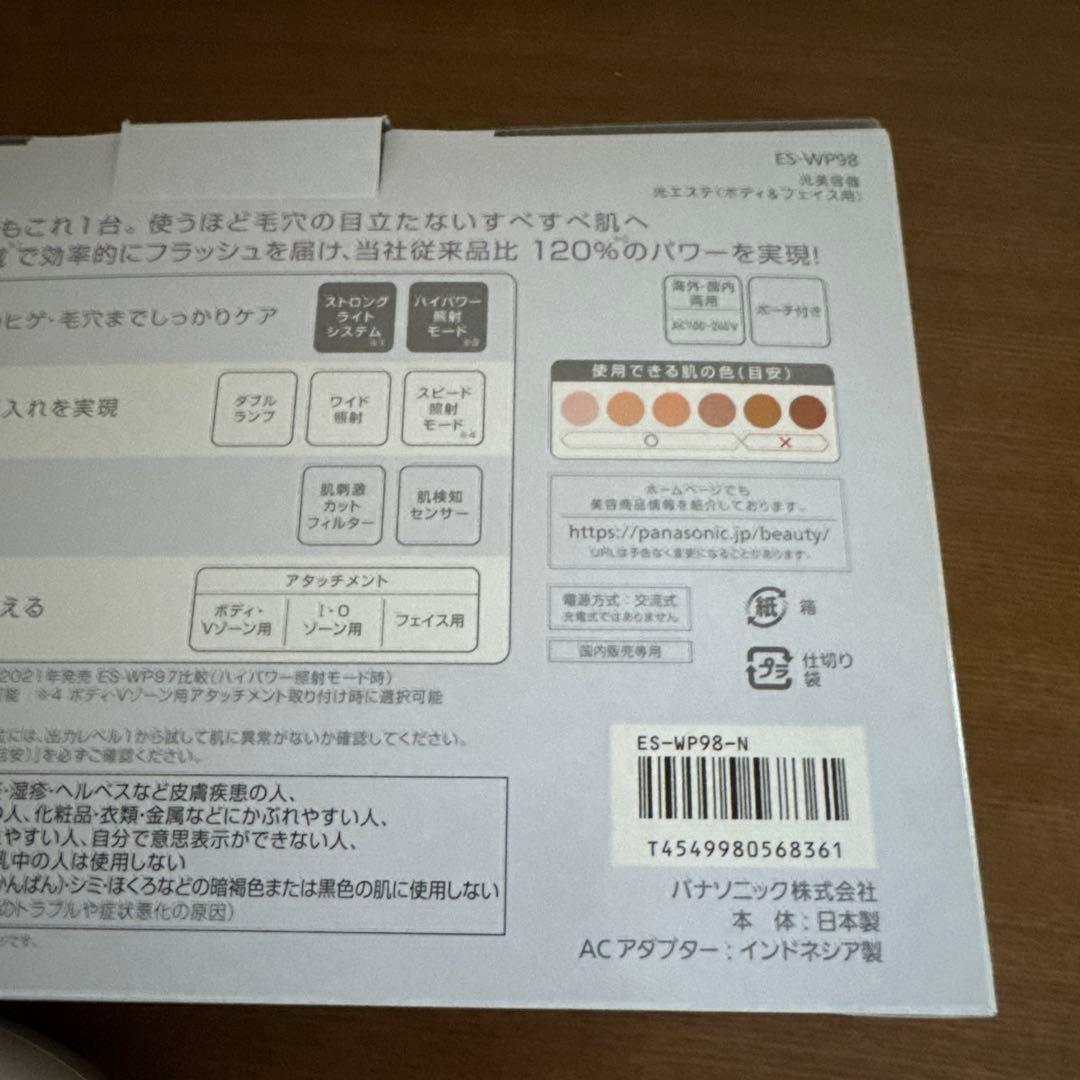 ES-WP98
光美容器
光エステ(ボディ&フェイス用)
もこれ1台。使うほど毛穴の目立たないすべすべ肌へ
で効率的にフラッシュを届け、当社従来品比 120%のパワーを実現!
ヒゲ・毛穴までしっかりケア
ストロング
ライト
システム
※1
ハイパワー
照射
モード
※3
海外・国内
両用
AC100-240V
ポーチ付き
入れを実現
ダブル
ランプ
ワイド
照射
スピード
照射
モード
※4
使用できる肌の色(目安)
○
×
肌刺激
カット
フィルター
肌検知
センサー
ホームページでも
美容商品情報を紹介しております。
https://panasonic.jp/beauty/
URLは予告なく変更になることがあります。
える
アタッチメント
ボディ・
Vゾーン用
I・O
ゾーン用
フェイス用
電源方式:交流式
充電式ではありません
国内販売専用
紙
箱
プラ
仕切り
袋
2021年発売 ES-WP97比較(ハイパワー照射モード時)
能 ※4 ボディ・Vゾーン用アタッチメント取り付け時に選択可能
には、出力レベル1から試して肌に異常がないか確認してください。
を必ずご確認ください。
・湿疹・ヘルペスなど皮膚疾患の人、
の人、化粧品・衣類・金属などにかぶれやすい人、
やすい人、自分で意思表示ができない人、
乳中の人は使用しない
かんぱん)・シミ・ほくろなどの暗褐色または黒色の肌に使用しない
のトラブルや症状悪化の原因)
です。
ES-WP98-N
T4549980568361
パナソニック株式会社
本 体:日本製
ACアダプター:インドネシア製